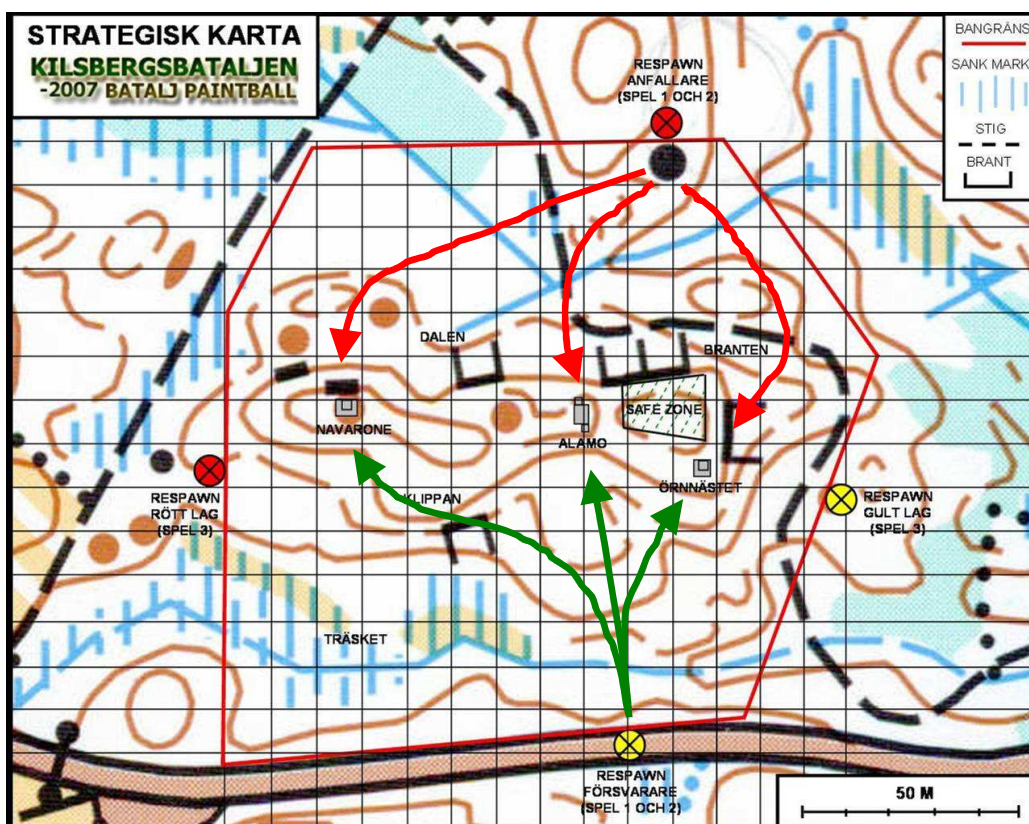 STRATEGISK KARTA
KILSBERGSBATALJEN
-2007 BATALJ PAINTBALL
BANGRÄNS
SANK MARK
STIG
BRANT
RESPAWN
ANFALLARE
(SPEL 1 OCH 2)
DALEN
BRANTEN
SAFE ZONE
NAVARONE
ALAMO
ÖRNNÄSTET
KLIPPAN
RESPAWN
RÖTT LAG
(SPEL 3)
RESPAWN
GULT LAG
(SPEL 3)
TRÄSKET
RESPAWN
FÖRSVARARE
(SPEL 1 OCH 2)
50 M